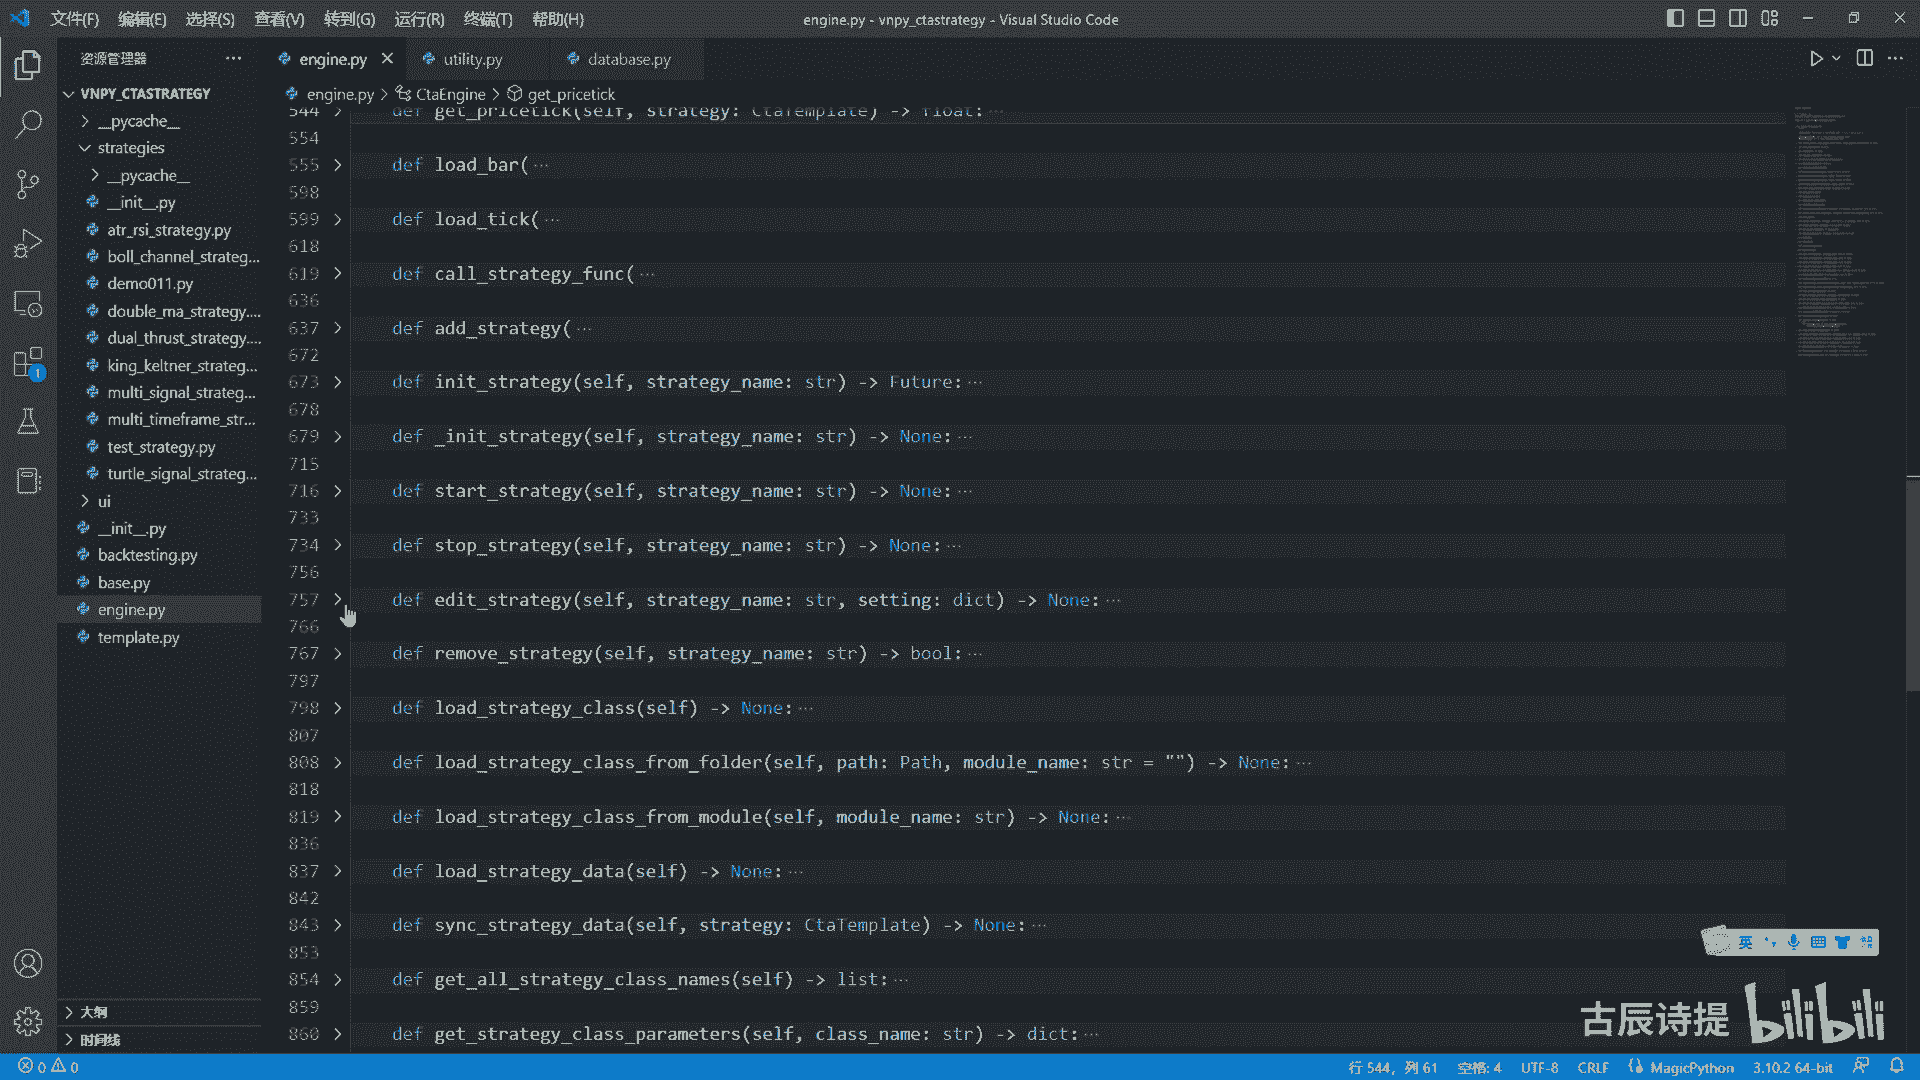 文件(F) 编辑(E) 选择(S) 查看(V) 转到(G) 运行(R) 终端(T) 帮助(H)
engine.py - vnpy_ctastrategy - Visual Studio Code
资源管理器
engine.py
utility.py
database.py
VNPY_CTASTRATEGY
__pycache__
strategies
__pycache__
__init__.py
atr_rsi_strategy.py
boll_channel_strateg...
demo011.py
double_ma_strategy....
dual_thrust_strategy....
king_keltner_strateg...
multi_signal_strateg...
multi_timeframe_str...
test_strategy.py
turtle_signal_strateg...
ui
__init__.py
backtesting.py
base.py
engine.py
template.py
大纲
时间线
1
engine.py > CtaEngine > get_pricetick
544 def get_pricetick(self, strategy: CtaTemplate) -> float:…
554
555 def load_bar(…
598
599 def load_tick(…
618
619 def call_strategy_func(…
636
637 def add_strategy(…
672
673 def init_strategy(self, strategy_name: str) -> Future:…
678
679 def _init_strategy(self, strategy_name: str) -> None:…
715
716 def start_strategy(self, strategy_name: str) -> None:…
733
734 def stop_strategy(self, strategy_name: str) -> None:…
756
757 def edit_strategy(self, strategy_name: str, setting: dict) -> None:…
766
767 def remove_strategy(self, strategy_name: str) -> bool:…
797
798 def load_strategy_class(self) -> None:…
807
808 def load_strategy_class_from_folder(self, path: Path, module_name: str = "") -> None:…
818
819 def load_strategy_class_from_module(self, module_name: str) -> None:…
836
837 def load_strategy_data(self) -> None:…
842
843 def sync_strategy_data(self, strategy: CtaTemplate) -> None:…
853
854 def get_all_strategy_class_names(self) -> list:…
859
860 def get_strategy_class_parameters(self, class_name: str) -> dict:…
英
古辰诗提 bilibili
0 0
行 544，列 61 空格: 4 UTF-8 CRLF MagicPython 3.10.2 64-bit